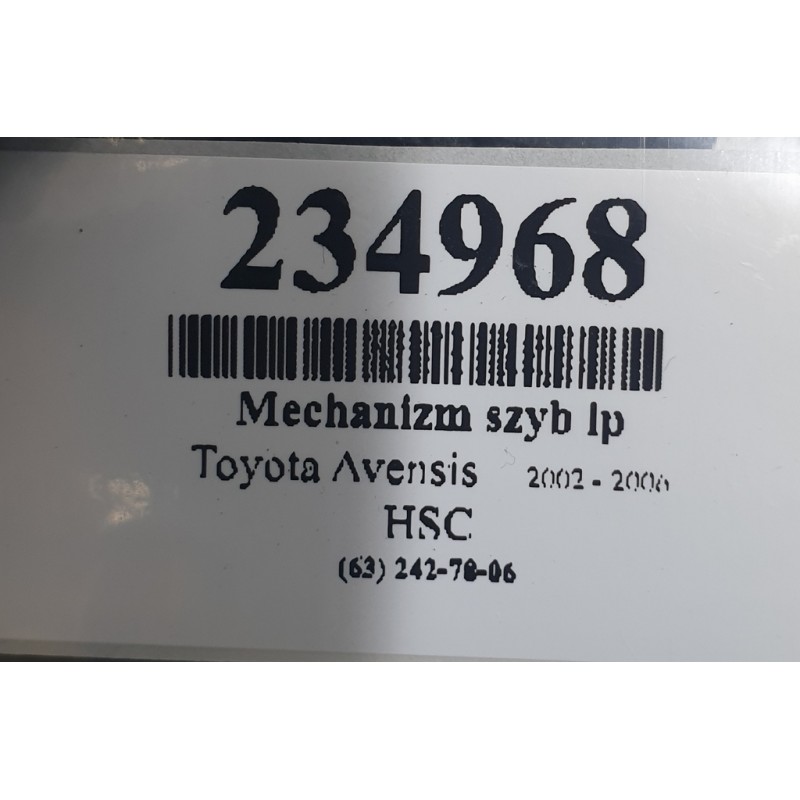 234968
Mechanizm szyb lp
Toyota Avensis 2002 - 2006
HSC
(63) 242-78-06